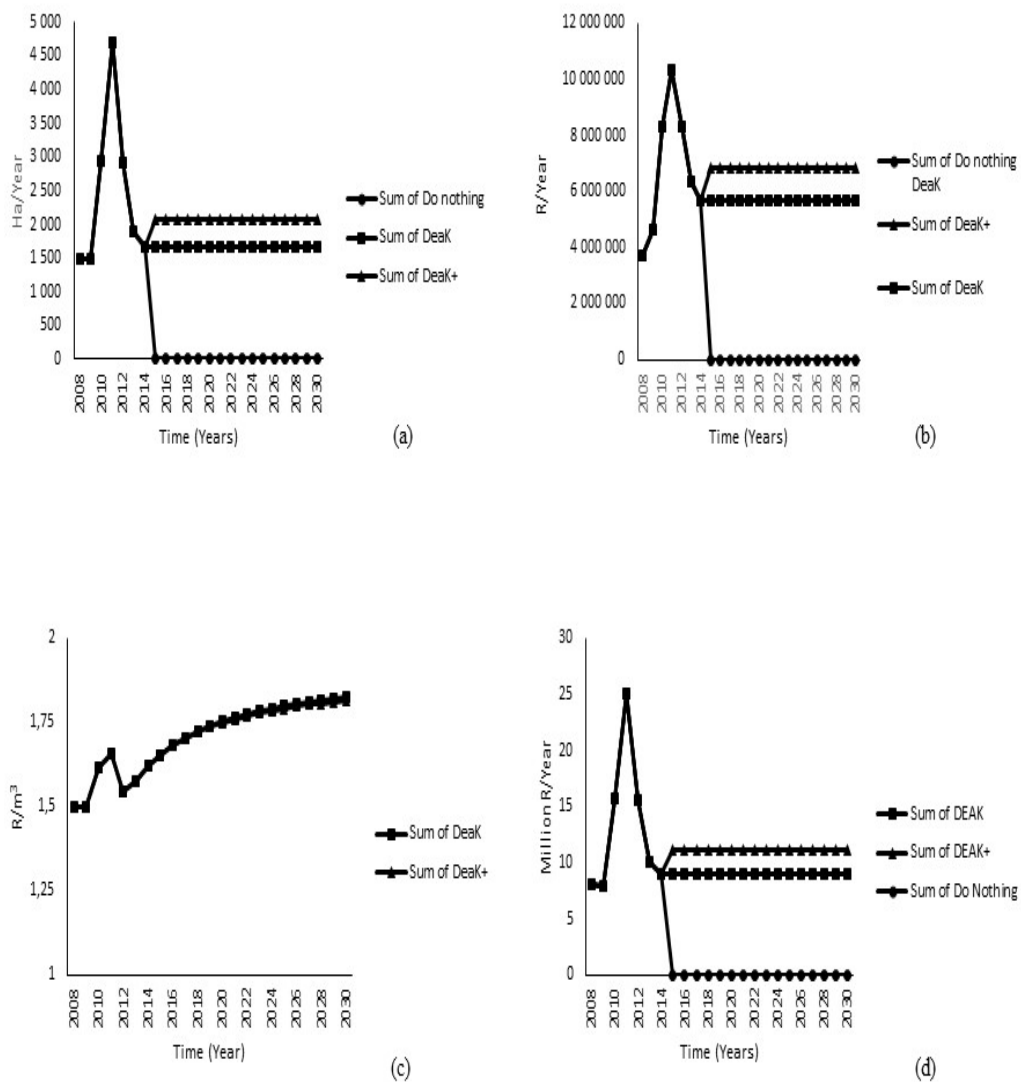 5 000
4 500
4 000
3 500
3 000
2 500
2 000
1 500
1 000
500
0
Ha/Year
2008
2010
2012
2014
2016
2018
2020
2022
2024
2026
2028
2030
Time (Years)
Sum of Do nothing
Sum of DeaK
Sum of DeaK+
(a)
12 000 000
10 000 000
8 000 000
6 000 000
4 000 000
2 000 000
0
R/Year
2008
2010
2012
2014
2016
2018
2020
2022
2024
2026
2028
2030
Time (Years)
Sum of Do nothing
DeaK
Sum of DeaK+
Sum of DeaK
(b)
2
1,75
1,5
1,25
1
R/m³
2008
2010
2012
2014
2016
2018
2020
2022
2024
2026
2028
2030
Time (Year)
Sum of DeaK
Sum of DeaK+
(c)
30
25
20
15
10
5
0
Million R/Year
2008
2010
2012
2014
2016
2018
2020
2022
2024
2026
2028
2030
Time (Years)
Sum of DEAK
Sum of DEAK+
Sum of Do Nothing
(d)